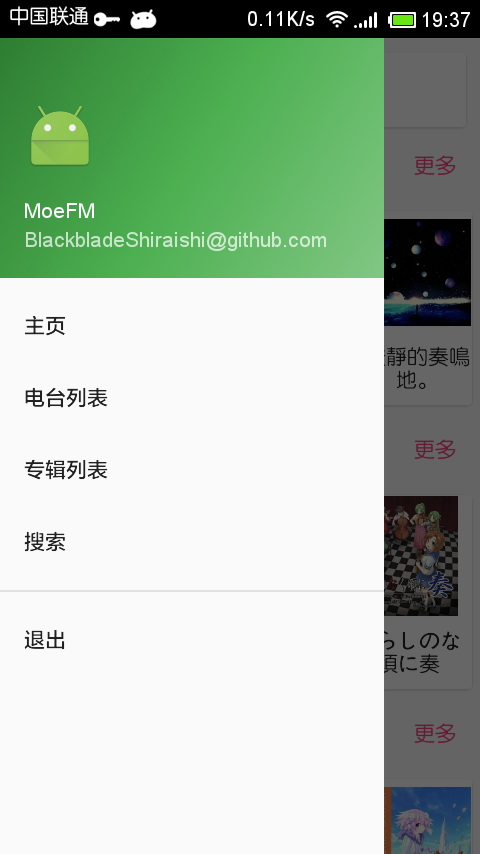 中国联通 0.11K/s 19:37
MoeFM
BlackbladeShiraishi@github.com
主页
电台列表
专辑列表
搜索
退出
更多
靜的奏鳴
地。
更多
奏
らしのな
頃に奏
更多